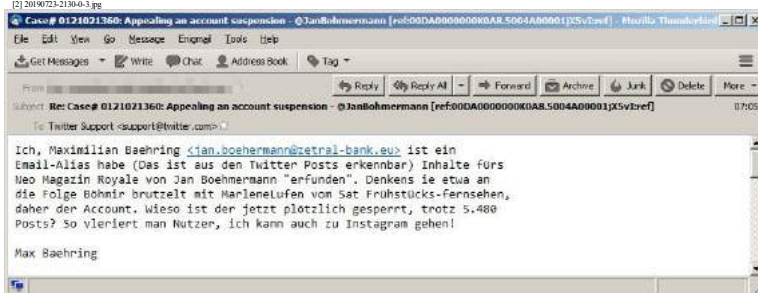 [2] 20190723-2130-0-3.jpg
Case# 0121021360: Appealing an account suspension - @JanBohmermann [ref:00DA0000000K0A8.5004A00001jX5vI:ref] - Mozilla Thunderbird
File Edit View Go Message Enigmail Tools Help
Get Messages Write Chat Address Book Tag
From Reply Reply All Forward Archive Junk Delete More
Subject Re: Case# 0121021360: Appealing an account suspension - @JanBohmermann [ref:00DA0000000K0A8.5004A00001jX5vI:ref] 07:05
To Twitter Support <support@twitter.com>
Ich, Maximilian Baehring <jan.boehermann@zetral-bank.eu> ist ein
Email-Alias habe (Das ist aus den Twitter Posts erkennbar) Inhalte fürs
Neo Magazin Royale von Jan Boehmermann "erfunden". Denkens ie etwa an
die Folge Böhmir brutzelt mit MarleneLufen vom Sat Frühstücks-fernsehen,
daher der Account. Wieso ist der jetzt plötzlich gesperrt, trotz 5.480
Posts? So vleriert man Nutzer, ich kann auch zu Instagram gehen!
Max Baehring